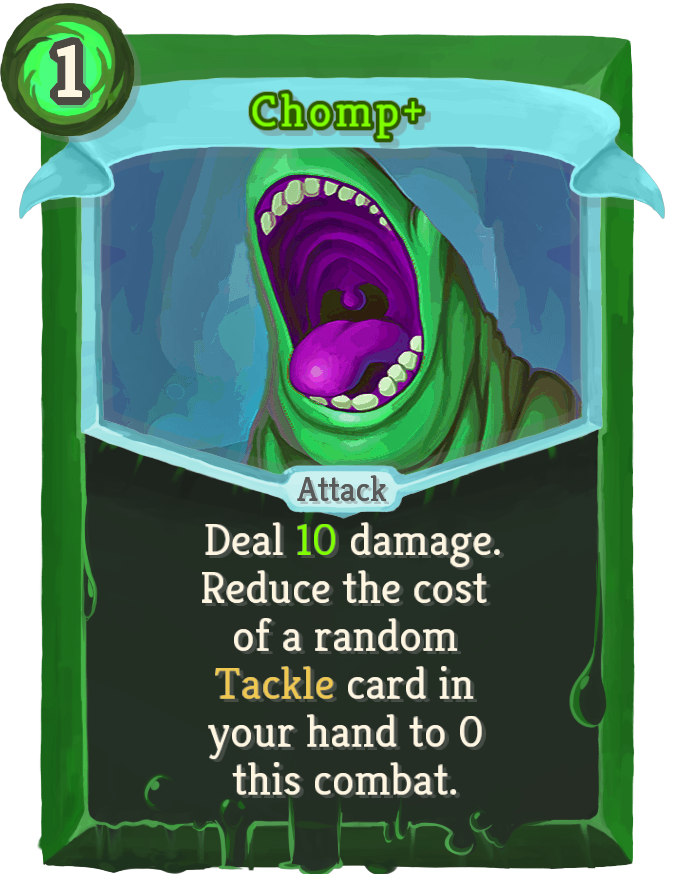 1
Chomp+
Attack
Deal 10 damage.
Reduce the cost
of a random
Tackle card in
your hand to 0
this combat.